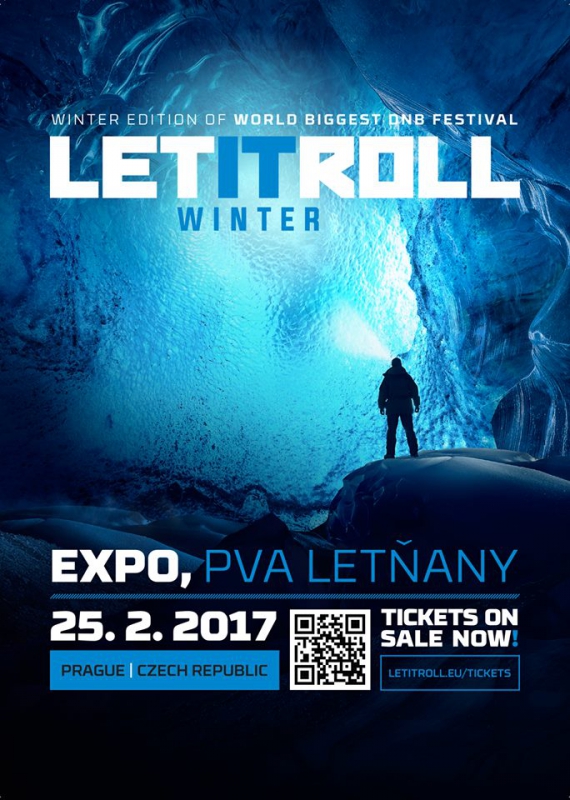 WINTER EDITION OF WORLD BIGGEST DNB FESTIVAL
LETITROLL
WINTER
EXPO, PVA LETŇANY
25. 2. 2017
PRAGUE | CZECH REPUBLIC
TICKETS ON
SALE NOW!
LETITROLL.EU/TICKETS